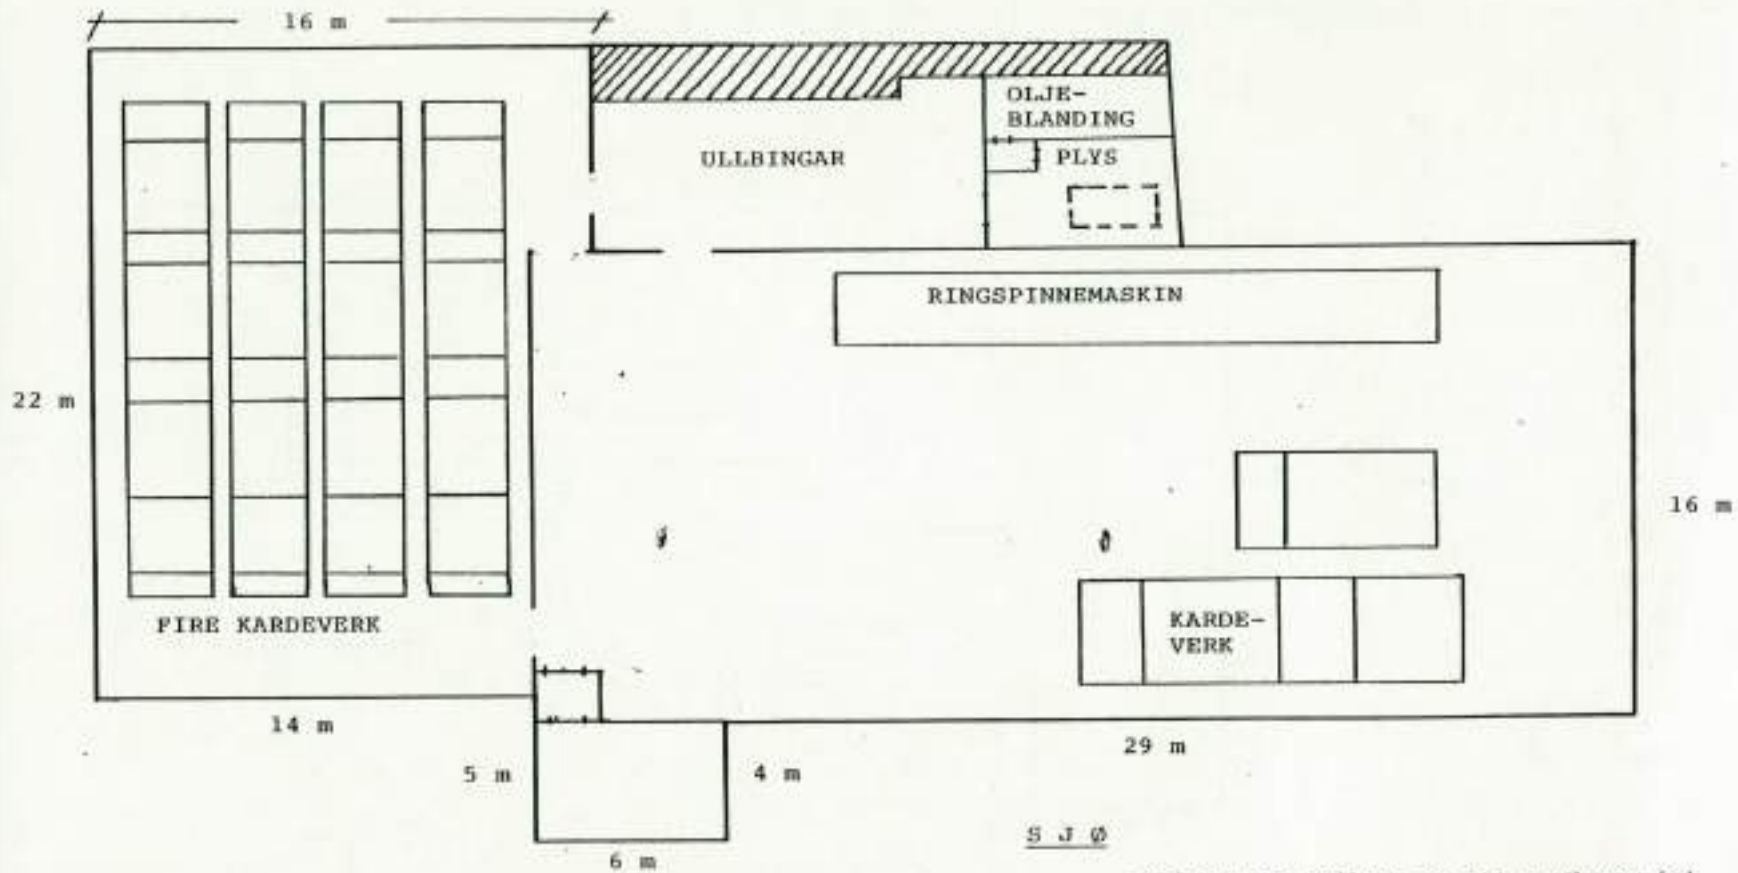 16 m
OLJE-
BLANDING
ULLBINGAR
PLYS
RINGSPINNEMASKIN
22 m
16 m
KARDE-
VERK
FIRE KARDEVERK
14 m
29 m
5 m
4 m
S J Ø
6 m